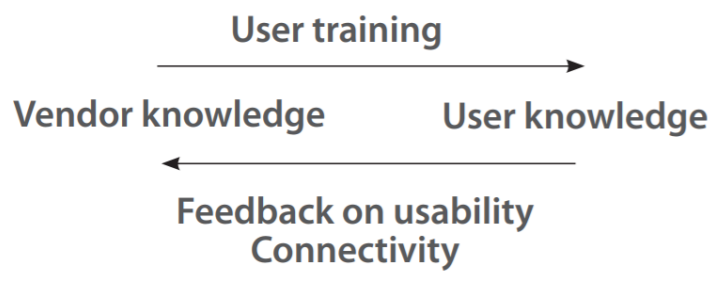 User training
Vendor knowledge
User knowledge
Feedback on usability
Connectivity